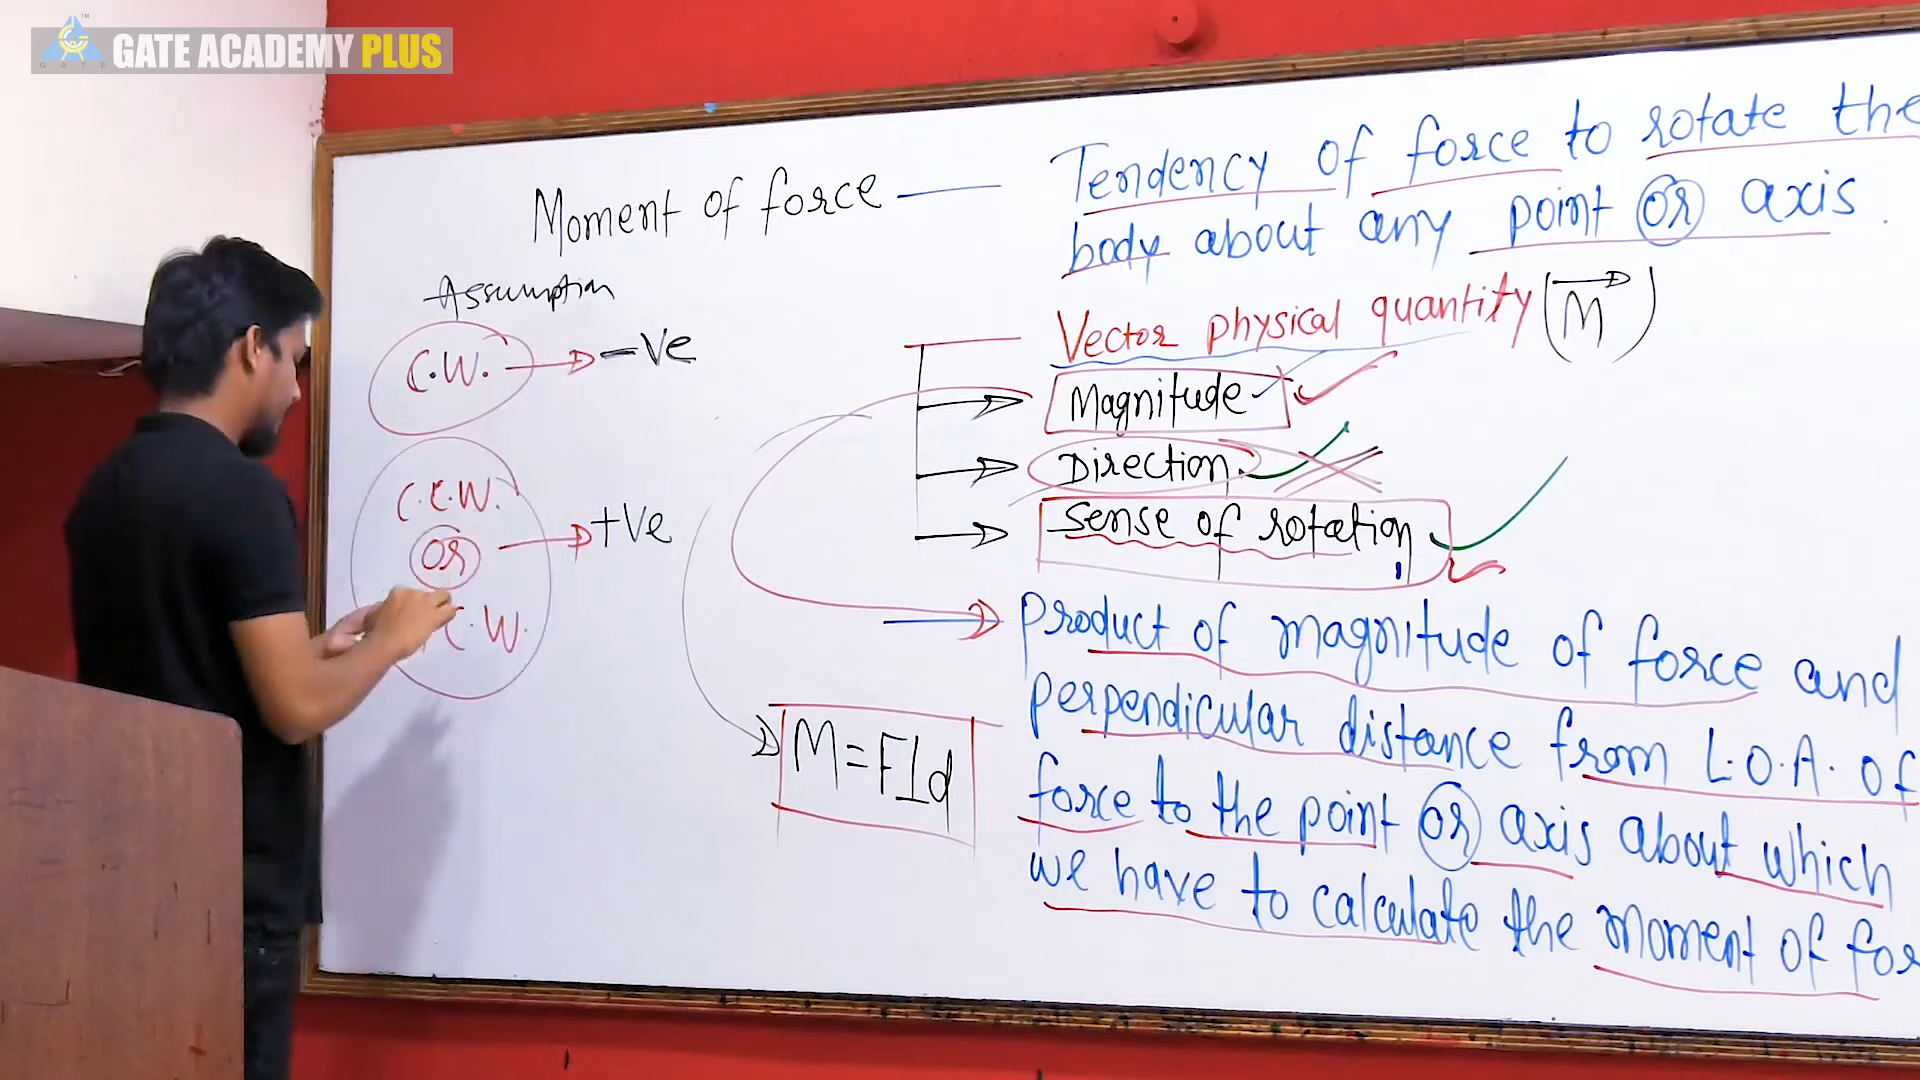 GATE ACADEMY PLUS
GATE
TM
Moment of force — Tendency of force to rotate the
body about any point or axis.
Assumption
C.W. → -ve
C.C.W.
or → +ve
C.W.
Vector physical quantity (M)
Magnitude
Direction
Sense of rotation
Product of magnitude of force and
perpendicular distance from L.O.A. of
force to the point or axis about which
we have to calculate the moment of for
M = F⊥d